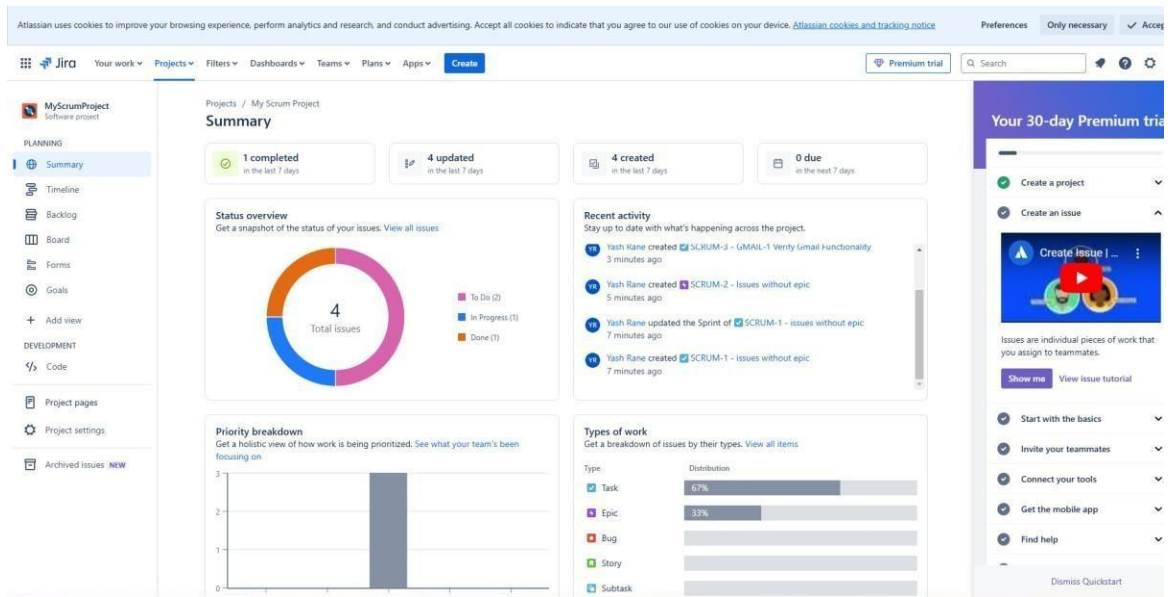 Atlassian uses cookies to improve your browsing experience, perform analytics and research, and conduct advertising. Accept all cookies to indicate that you agree to our use of cookies on your device. Atlassian cookies and tracking notice
Preferences
Only necessary
Jira
Your work
Projects
Filters
Dashboards
Teams
Plans
Apps
Create
Premium trial
Search
MyScrumProject
Software project
PLANNING
Summary
Timeline
Backlog
Board
Forms
Goals
+ Add view
DEVELOPMENT
Code
Project pages
Project settings
Archived issues NEW
Projects / My Scrum Project
Summary
1 completed
in the last 7 days
4 updated
in the last 7 days
4 created
in the last 7 days
0 due
in the next 7 days
Status overview
Get a snapshot of the status of your issues. View all issues
4
Total issues
To Do (2)
In Progress (1)
Done (1)
Recent activity
Stay up to date with what's happening across the project.
YR Yash Rane created SCRUM-3 - GMAIL-1 Verify Gmail Functionality
3 minutes ago
YR Yash Rane created SCRUM-2 - Issues without epic
5 minutes ago
YR Yash Rane updated the Sprint of SCRUM-1 - issues without epic
7 minutes ago
YR Yash Rane created SCRUM-1 - issues without epic
7 minutes ago
Priority breakdown
Get a holistic view of how work is being prioritized. See what your team's been
focusing on
3
2
1
0
Types of work
Get a breakdown of issues by their types. View all items
Type
Distribution
Task
67%
Epic
33%
Bug
Story
Subtask
Your 30-day Premium
Create a project
Create an issue
Create Issue | ...
Issues are individual pieces of work that
you assign to teammates.
Show me
View issue tutorial
Start with the basics
Invite your teammates
Connect your tools
Get the mobile app
Find help
Dismiss Quickstart